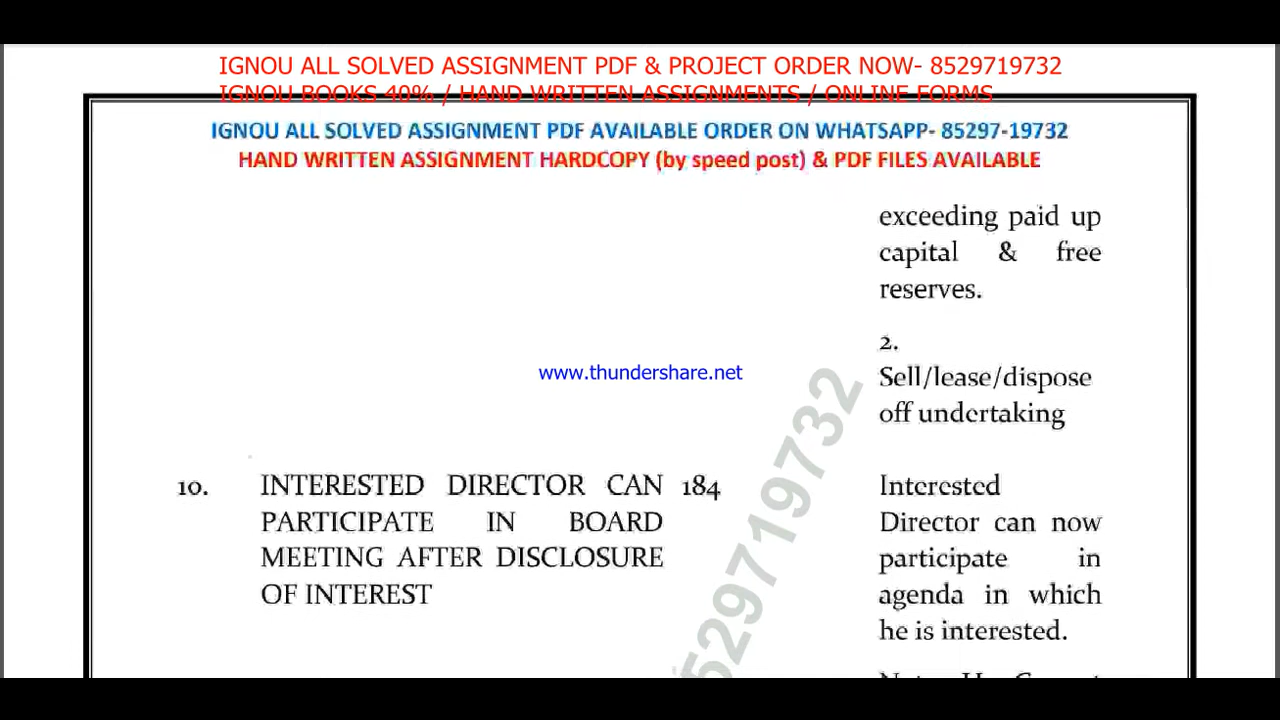 IGNOU ALL SOLVED ASSIGNMENT PDF & PROJECT ORDER NOW- 8529719732
IGNOU BOOKS 40% / HAND WRITTEN ASSIGNMENTS / ONLINE FORMS
IGNOU ALL SOLVED ASSIGNMENT PDF AVAILABLE ORDER ON WHATSAPP- 85297-19732
HAND WRITTEN ASSIGNMENT HARDCOPY (by speed post) & PDF FILES AVAILABLE
exceeding paid up
capital & free
reserves.
2.
Sell/lease/dispose
off undertaking
www.thundershare.net
529719732
10. INTERESTED DIRECTOR CAN 184 Interested
PARTICIPATE IN BOARD Director can now
MEETING AFTER DISCLOSURE participate in
OF INTEREST agenda in which
he is interested.